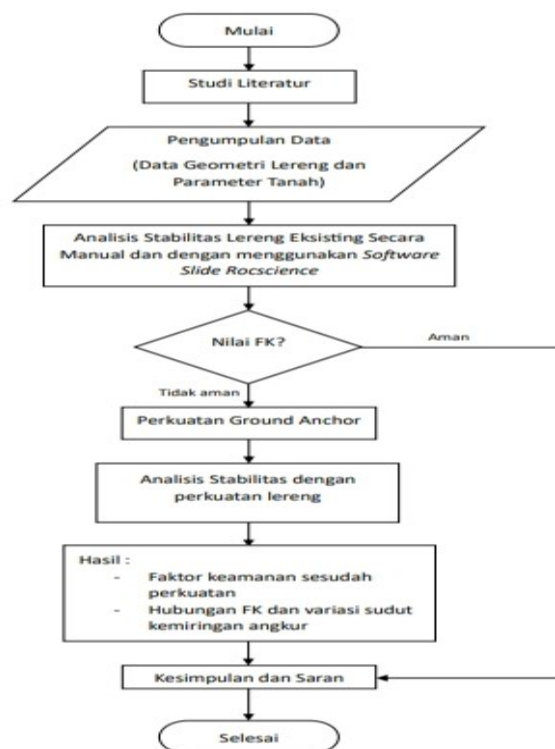 Mulai
Studi Literatur
Pengumpulan Data
(Data Geometri Lereng dan
Parameter Tanah)
Analisis Stabilitas Lereng Eksisting Secara
Manual dan dengan menggunakan Software
Slide Rocscience
Nilai FK?
Aman
Tidak aman
Perkuatan Ground Anchor
Analisis Stabilitas dengan
perkuatan lereng
Hasil :
- Faktor keamanan sesudah
perkuatan
- Hubungan FK dan variasi sudut
kemiringan angkur
Kesimpulan dan Saran
Selesai